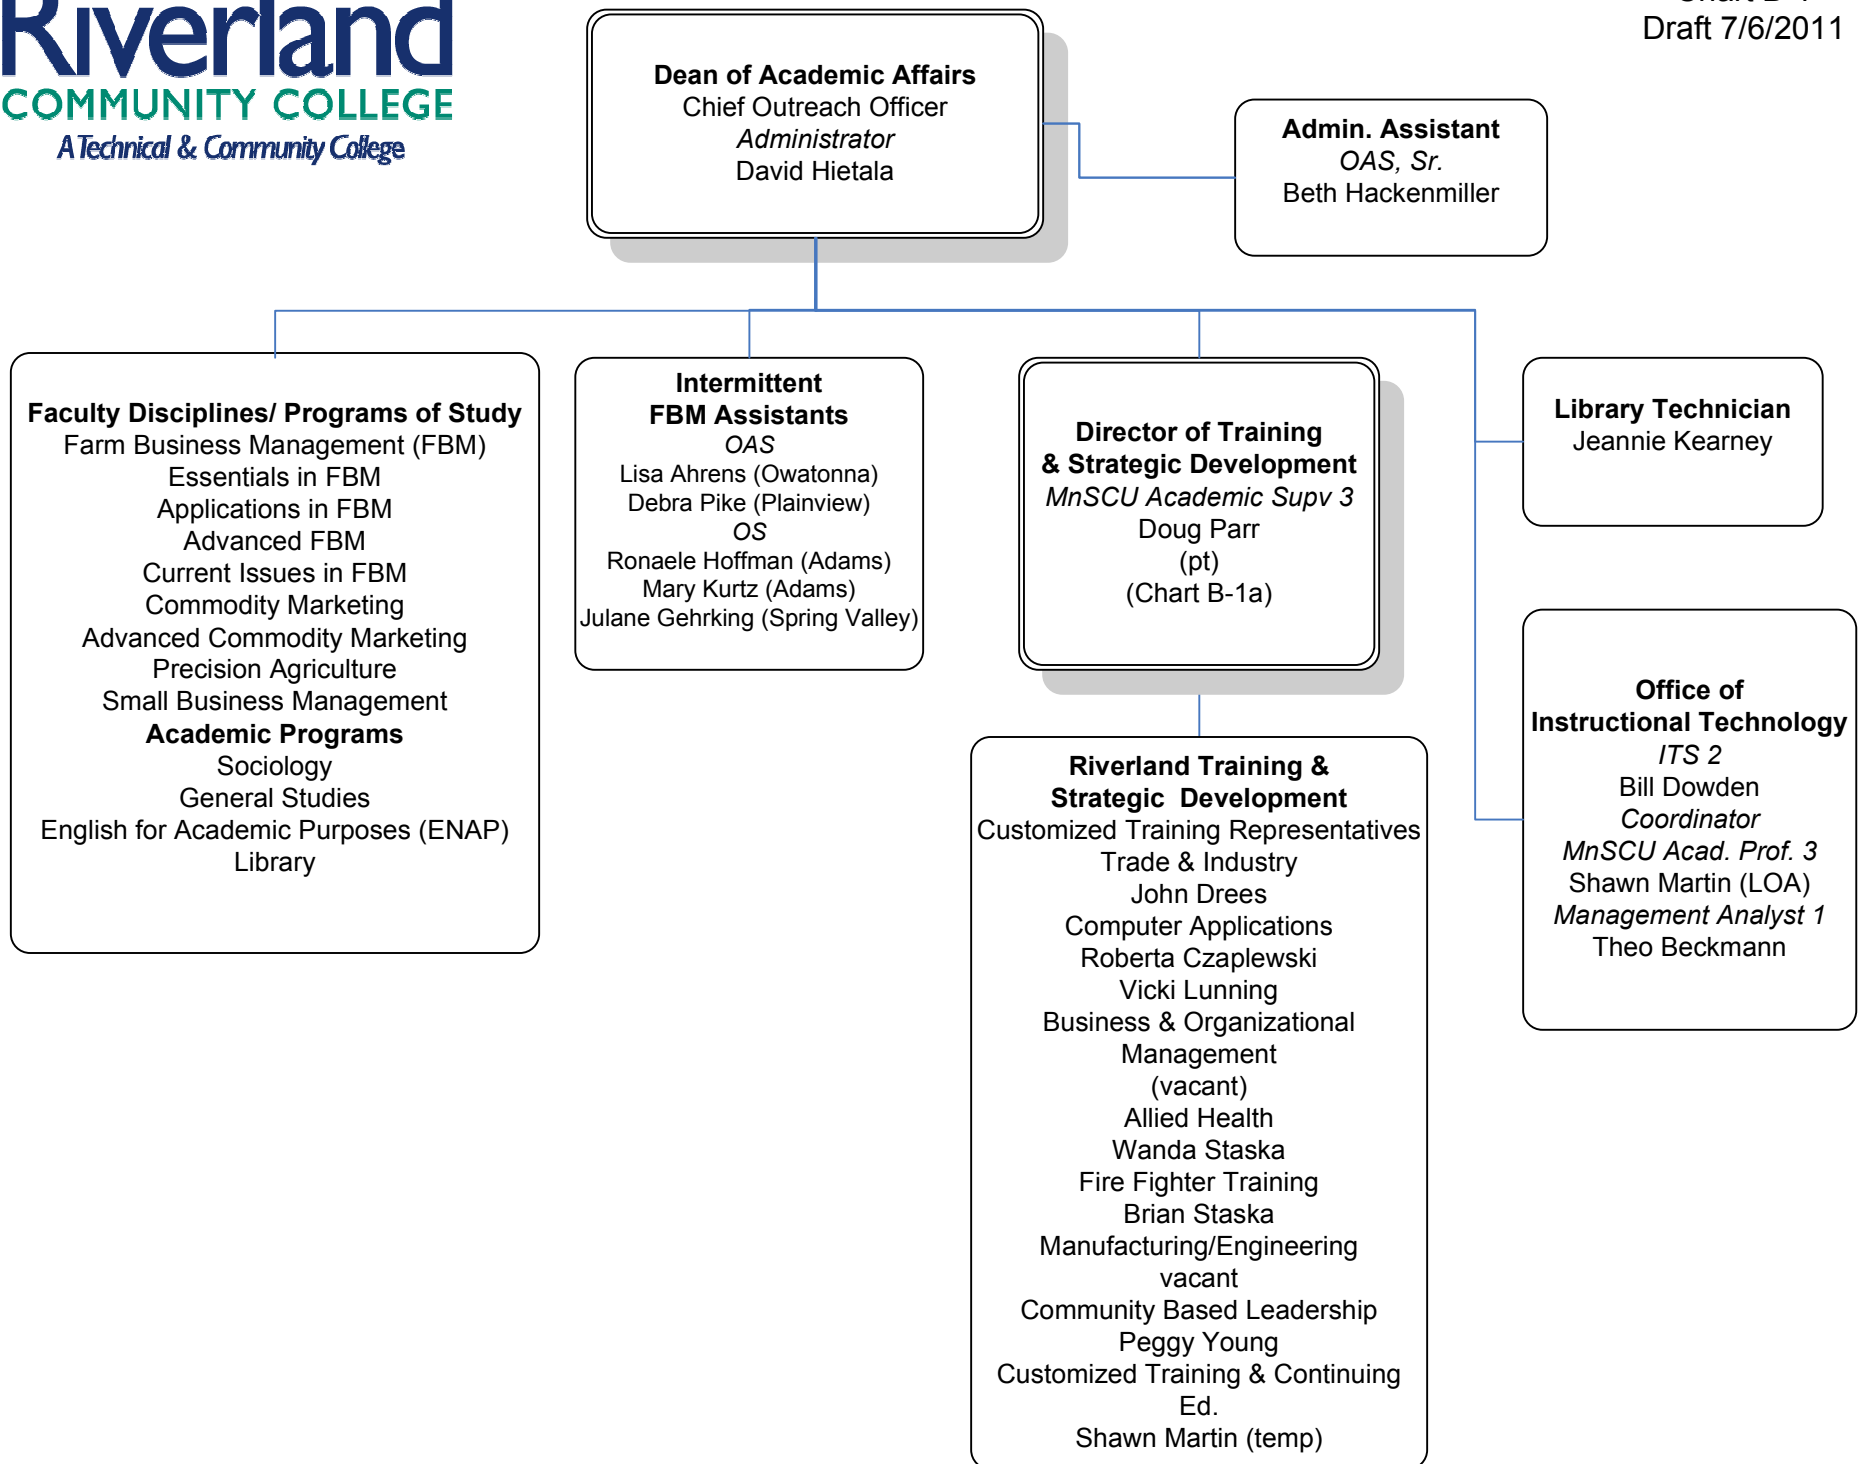 Riverland
COMMUNITY COLLEGE
A Technical & Community College
Draft 7/6/2011
Dean of Academic Affairs
Chief Outreach Officer
Administrator
David Hietala
Admin. Assistant
OAS, Sr.
Beth Hackenmiller
Faculty Disciplines/ Programs of Study
Farm Business Management (FBM)
Essentials in FBM
Applications in FBM
Advanced FBM
Current Issues in FBM
Commodity Marketing
Advanced Commodity Marketing
Precision Agriculture
Small Business Management
Academic Programs
Sociology
General Studies
English for Academic Purposes (ENAP)
Library
Intermittent
FBM Assistants
OAS
Lisa Ahrens (Owatonna)
Debra Pike (Plainview)
OS
Ronaele Hoffman (Adams)
Mary Kurtz (Adams)
Julane Gehrking (Spring Valley)
Director of Training
& Strategic Development
MnSCU Academic Supv 3
Doug Parr
(pt)
(Chart B-1a)
Riverland Training &
Strategic  Development
Customized Training Representatives
Trade & Industry
John Drees
Computer Applications
Roberta Czaplewski
Vicki Lunning
Business & Organizational
Management
(vacant)
Allied Health
Wanda Staska
Fire Fighter Training
Brian Staska
Manufacturing/Engineering
vacant
Community Based Leadership
Peggy Young
Customized Training & Continuing
Ed.
Shawn Martin (temp)
Library Technician
Jeannie Kearney
Office of
Instructional Technology
ITS 2
Bill Dowden
Coordinator
MnSCU Acad. Prof. 3
Shawn Martin (LOA)
Management Analyst 1
Theo Beckmann